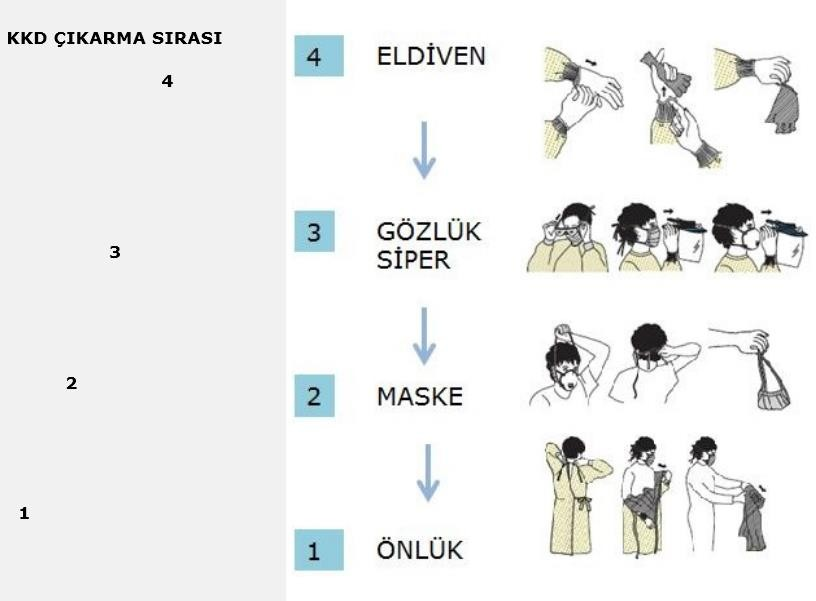 KKD ÇIKARMA SIRASI
4
3
2
1
4 ELDİVEN
3 GÖZLÜK
SİPER
2 MASKE
1 ÖNLÜK